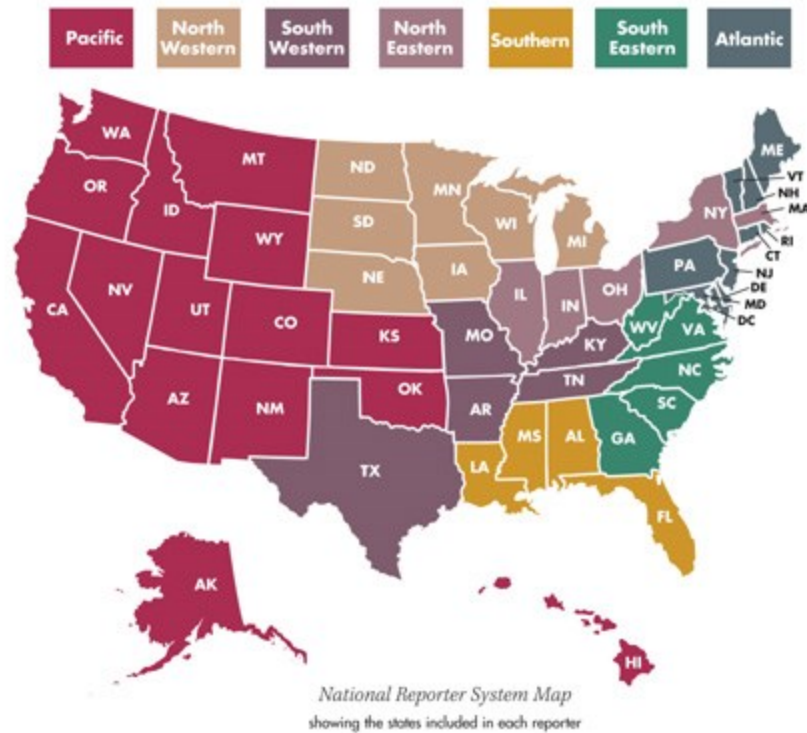 Pacific
North
Western
South
Western
North
Eastern
Southern
South
Eastern
Atlantic
WA
MT
ND
MN
ME
VT
NH
MA
OR
ID
SD
WI
NY
RI
CT
WY
MI
NE
IA
PA
NJ
DE
MD
DC
CA
NV
UT
CO
IL
IN
OH
WV
VA
KS
MO
KY
NC
AZ
NM
OK
AR
TN
SC
TX
MS
AL
GA
LA
FL
AK
HI
National Reporter System Map
showing the states included in each reporter